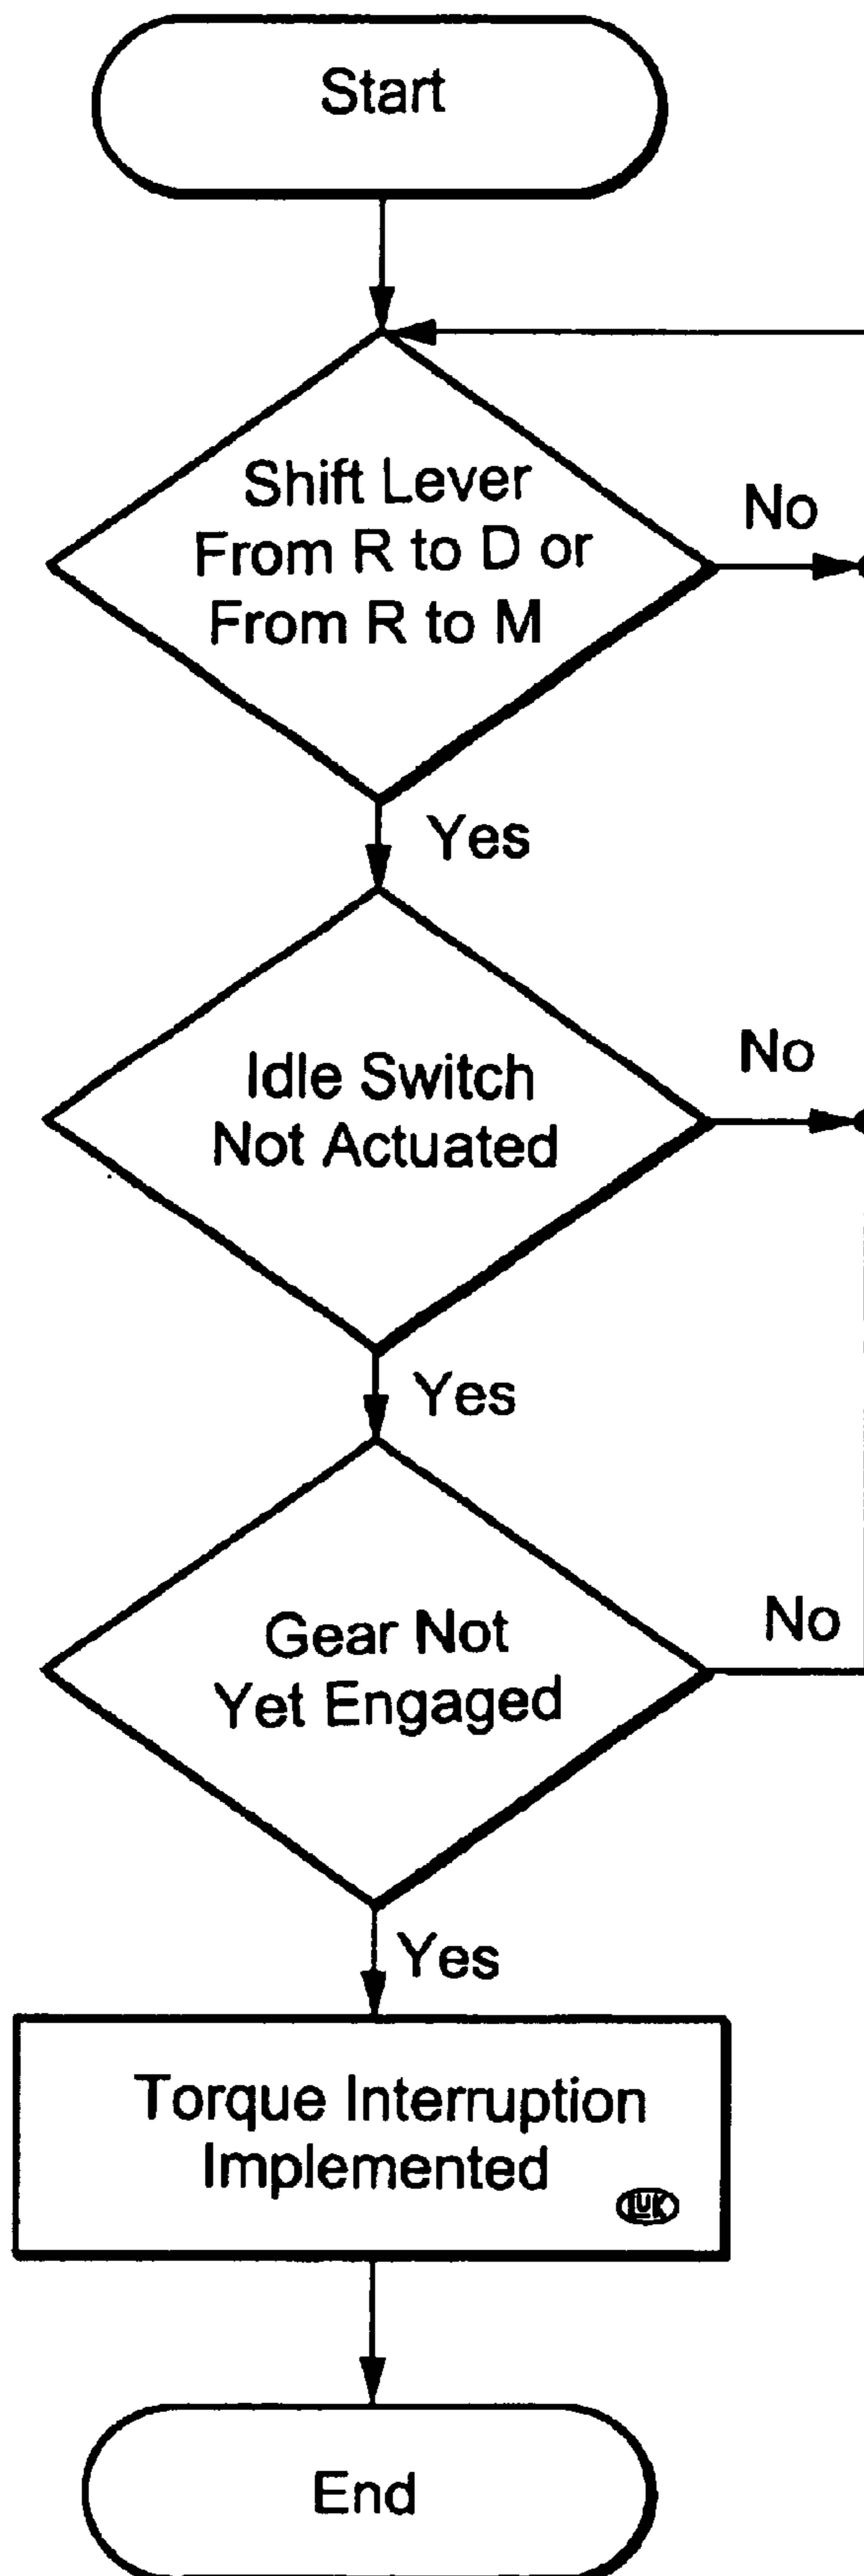 Start
Shift Lever
From R to D or
From R to M
No
Yes
Idle Switch
Not Actuated
No
Yes
Gear Not
Yet Engaged
No
Yes
Torque Interruption
Implemented
LUK
End